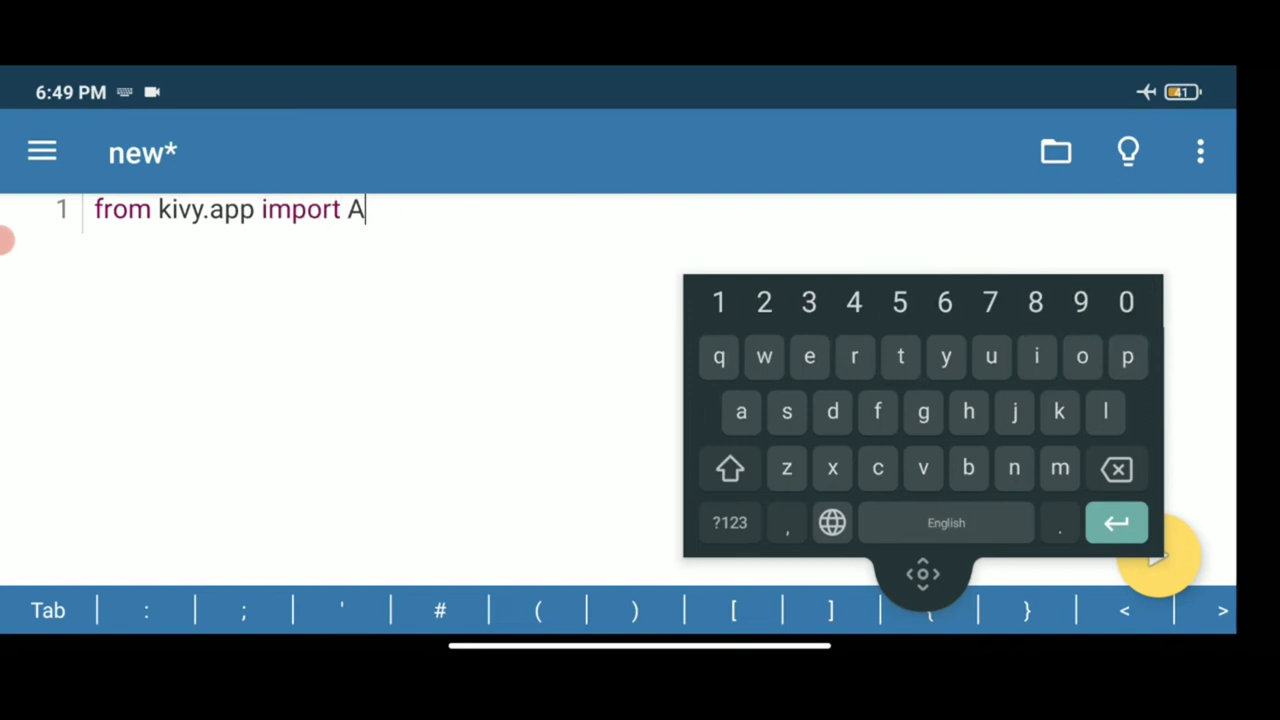 6:49 PM
41
new*
1 from kivy.app import A
1 2 3 4 5 6 7 8 9 0
q w e r t y u i o p
a s d f g h j k l
z x c v b n m
?123 , English .
Tab : ; ' # ( ) [ ] { } < >